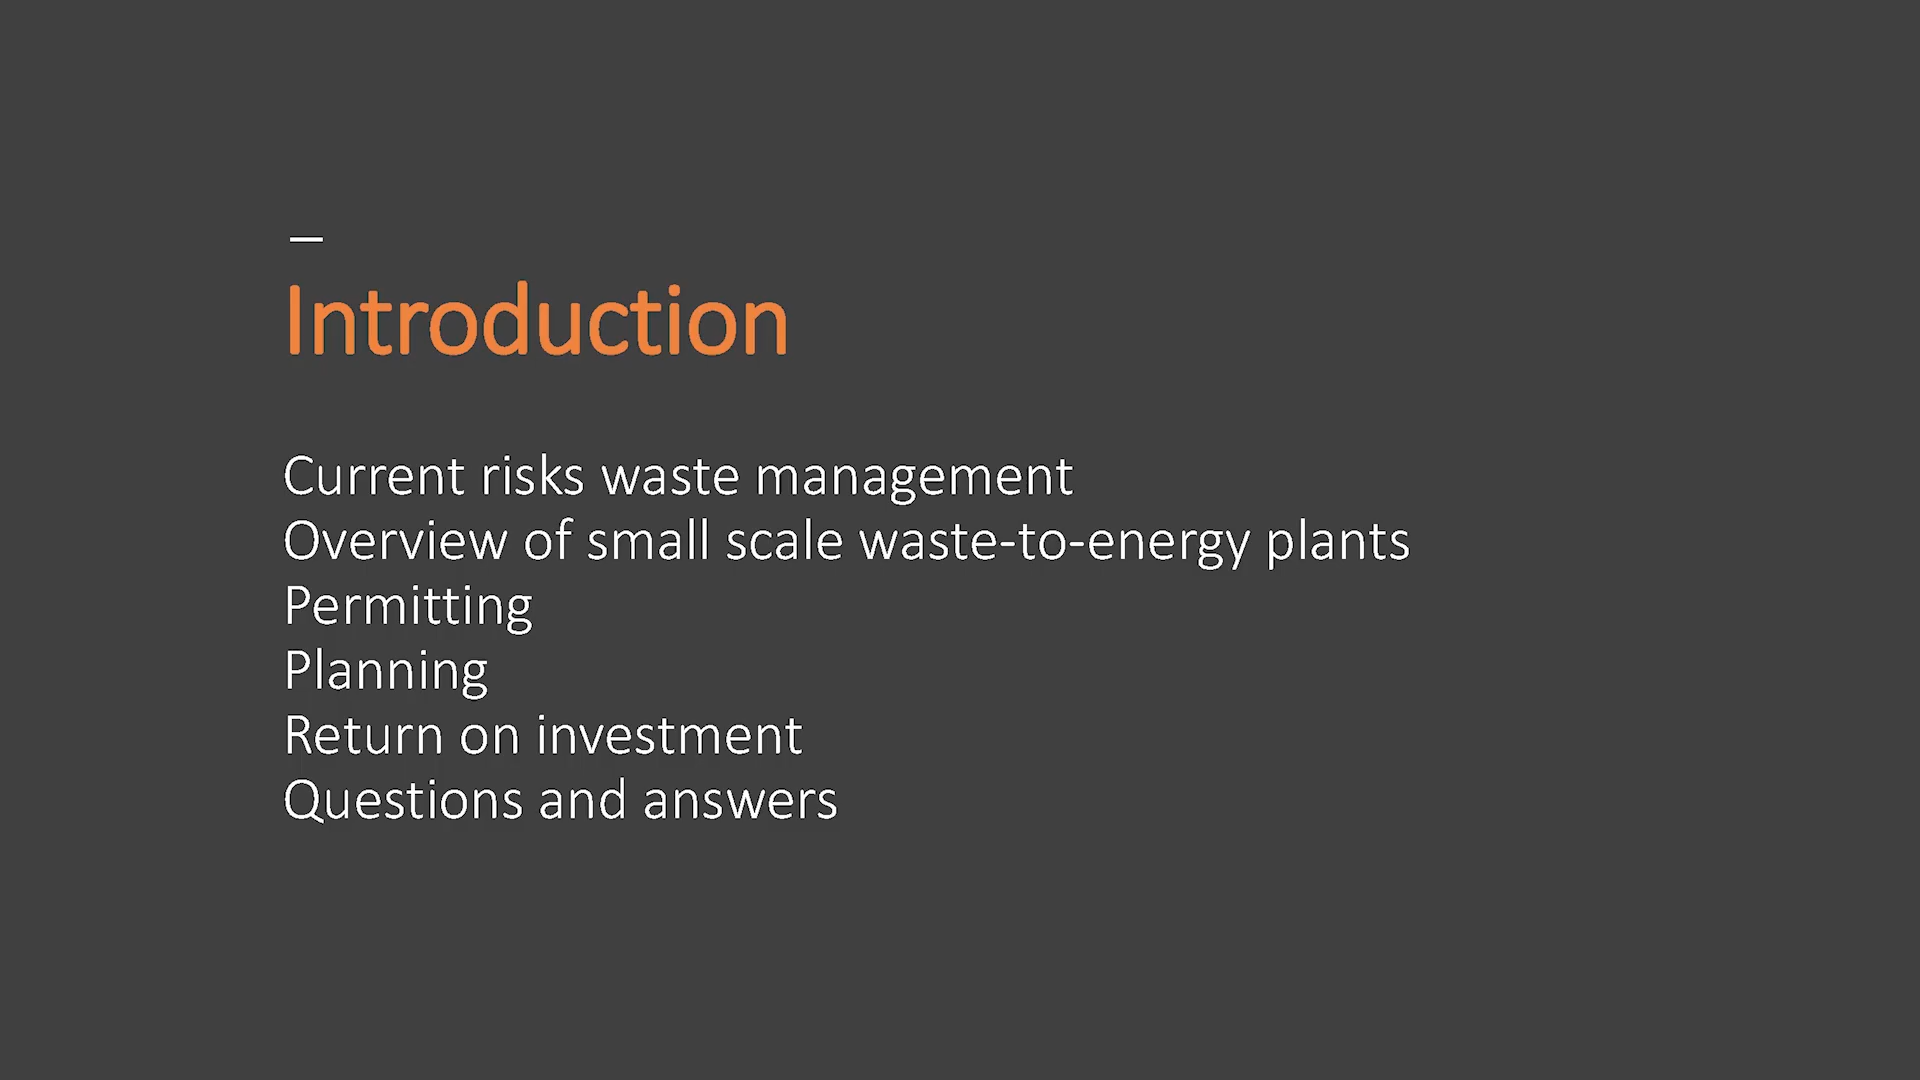 Introduction
Current risks waste management
Overview of small scale waste-to-energy plants
Permitting
Planning
Return on investment
Questions and answers